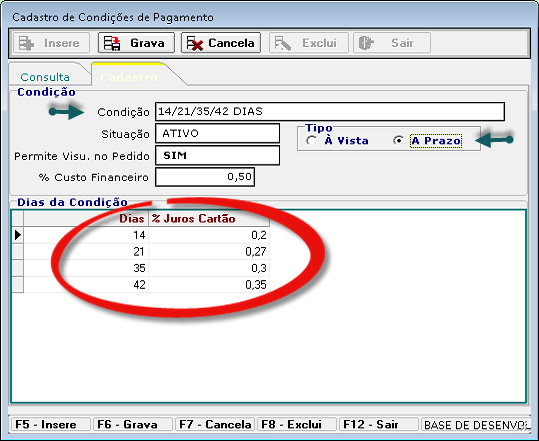 Cadastro de Condições de Pagamento
Insere Grava Cancela Exclui Sair
Consulta Cadastro
Condição
Condição 14/21/35/42 DIAS
Situação ATIVO
Tipo
À Vista A Prazo
Permite Visu. no Pedido SIM
% Custo Financeiro 0,50
Dias da Condição
Dias % Juros Cartão
14 0,2
21 0,27
35 0,3
42 0,35
F5 - Insere F6 - Grava F7 - Cancela F8 - Exclui F12 - Sair BASE DE DESENVOL